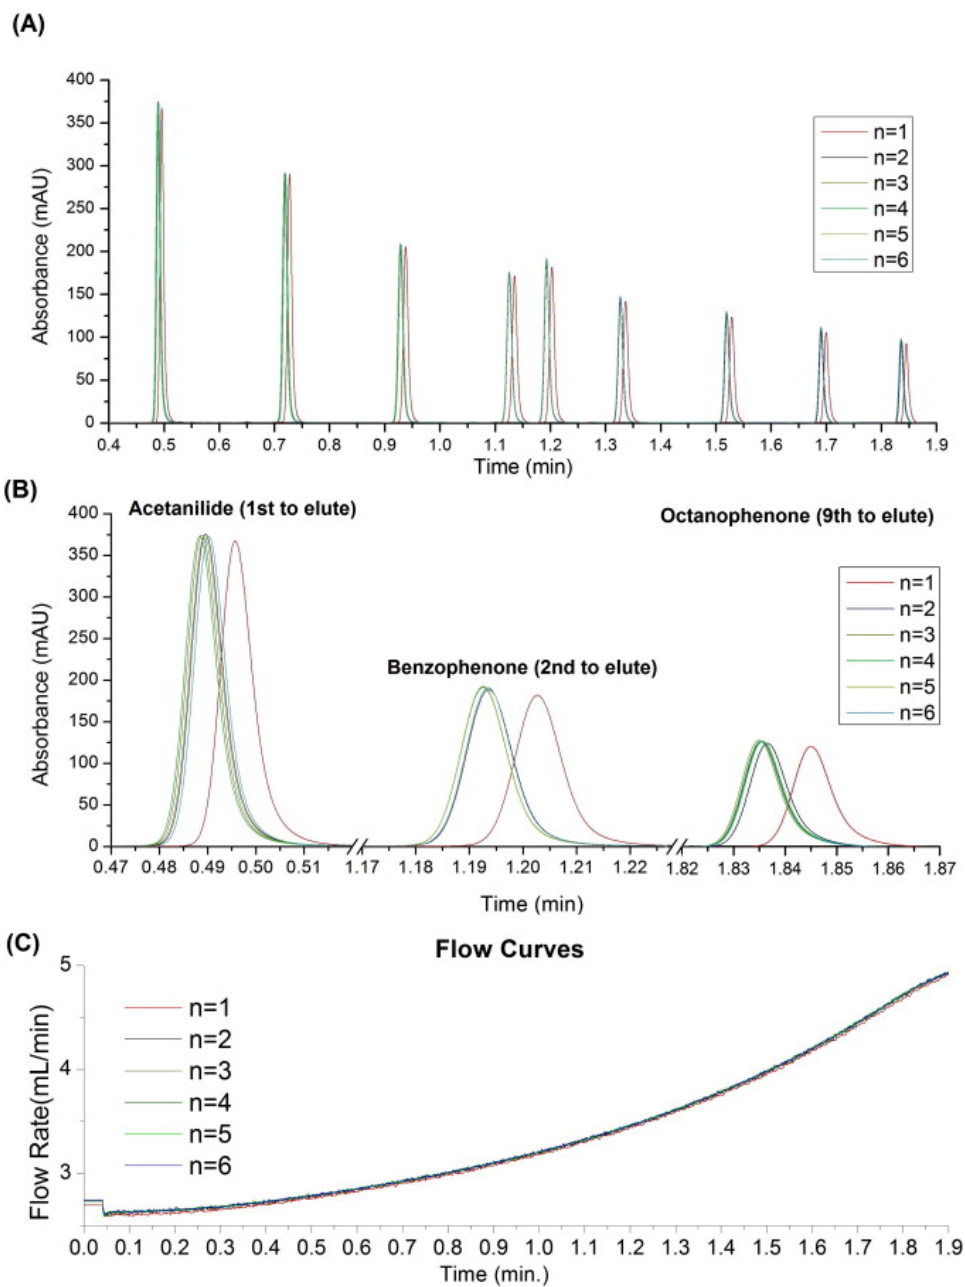 (A)
400
350
300
250
200
150
100
50
0
Absorbance (mAU)
n=1
n=2
n=3
n=4
n=5
n=6
0.4 0.5 0.6 0.7 0.8 0.9 1.0 1.1 1.2 1.3 1.4 1.5 1.6 1.7 1.8 1.9
Time (min)
(B)
Acetanilide (1st to elute)
Octanophenone (9th to elute)
Benzophenone (2nd to elute)
400
350
300
250
200
150
100
50
0
Absorbance (mAU)
n=1
n=2
n=3
n=4
n=5
n=6
0.47 0.48 0.49 0.50 0.51 1.17 1.18 1.19 1.20 1.21 1.22 1.82 1.83 1.84 1.85 1.86 1.87
Time (min)
(C)
Flow Curves
5
4
3
Flow Rate(mL/min)
n=1
n=2
n=3
n=4
n=5
n=6
0.0 0.1 0.2 0.3 0.4 0.5 0.6 0.7 0.8 0.9 1.0 1.1 1.2 1.3 1.4 1.5 1.6 1.7 1.8 1.9
Time (min.)